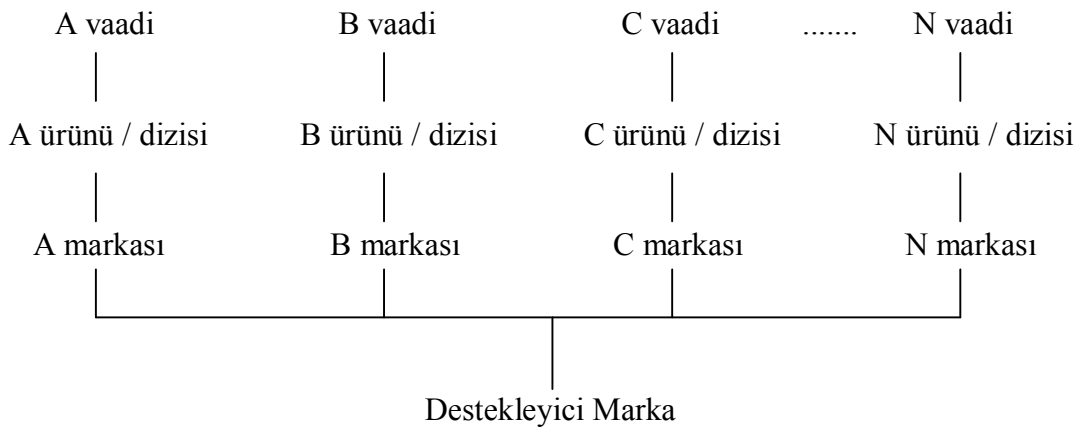 A vaadi B vaadi C vaadi ....... N vaadi
A ürünü / dizisi B ürünü / dizisi C ürünü / dizisi N ürünü / dizisi
A markası B markası C markası N markası
Destekleyici Marka